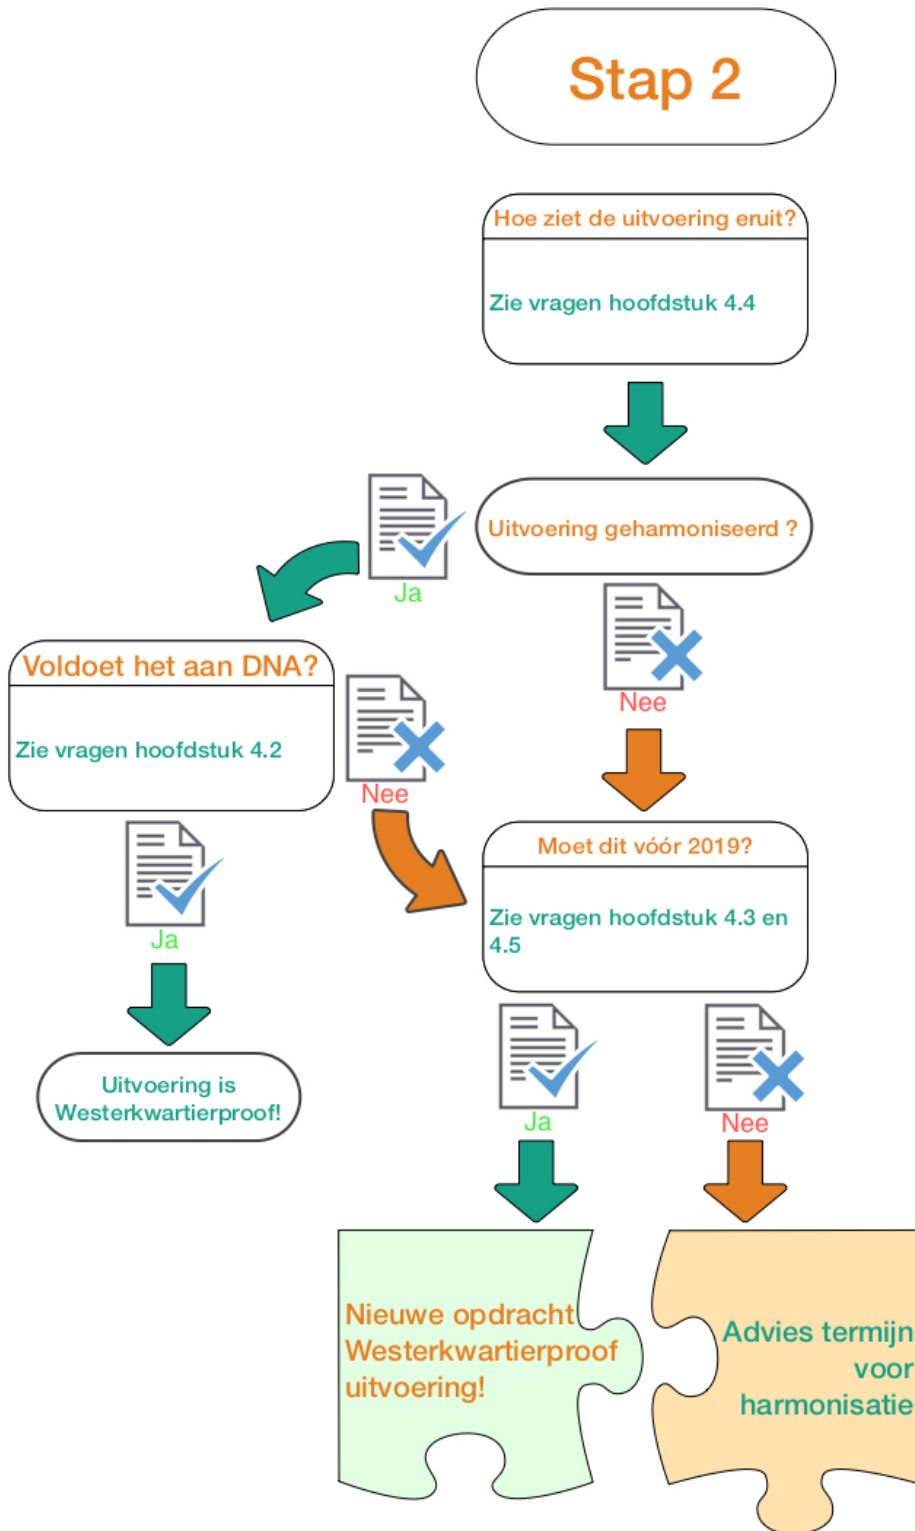 Stap 2
Hoe ziet de uitvoering eruit?
Zie vragen hoofdstuk 4.4
Uitvoering geharmoniseerd ?
Ja
Nee
Voldoet het aan DNA?
Zie vragen hoofdstuk 4.2
Nee
Ja
Uitvoering is
Westerkwartierproof!
Moet dit vóór 2019?
Zie vragen hoofdstuk 4.3 en
4.5
Ja
Nee
Nieuwe opdracht
Westerkwartierproof
uitvoering!
Advies termijn
voor
harmonisatie